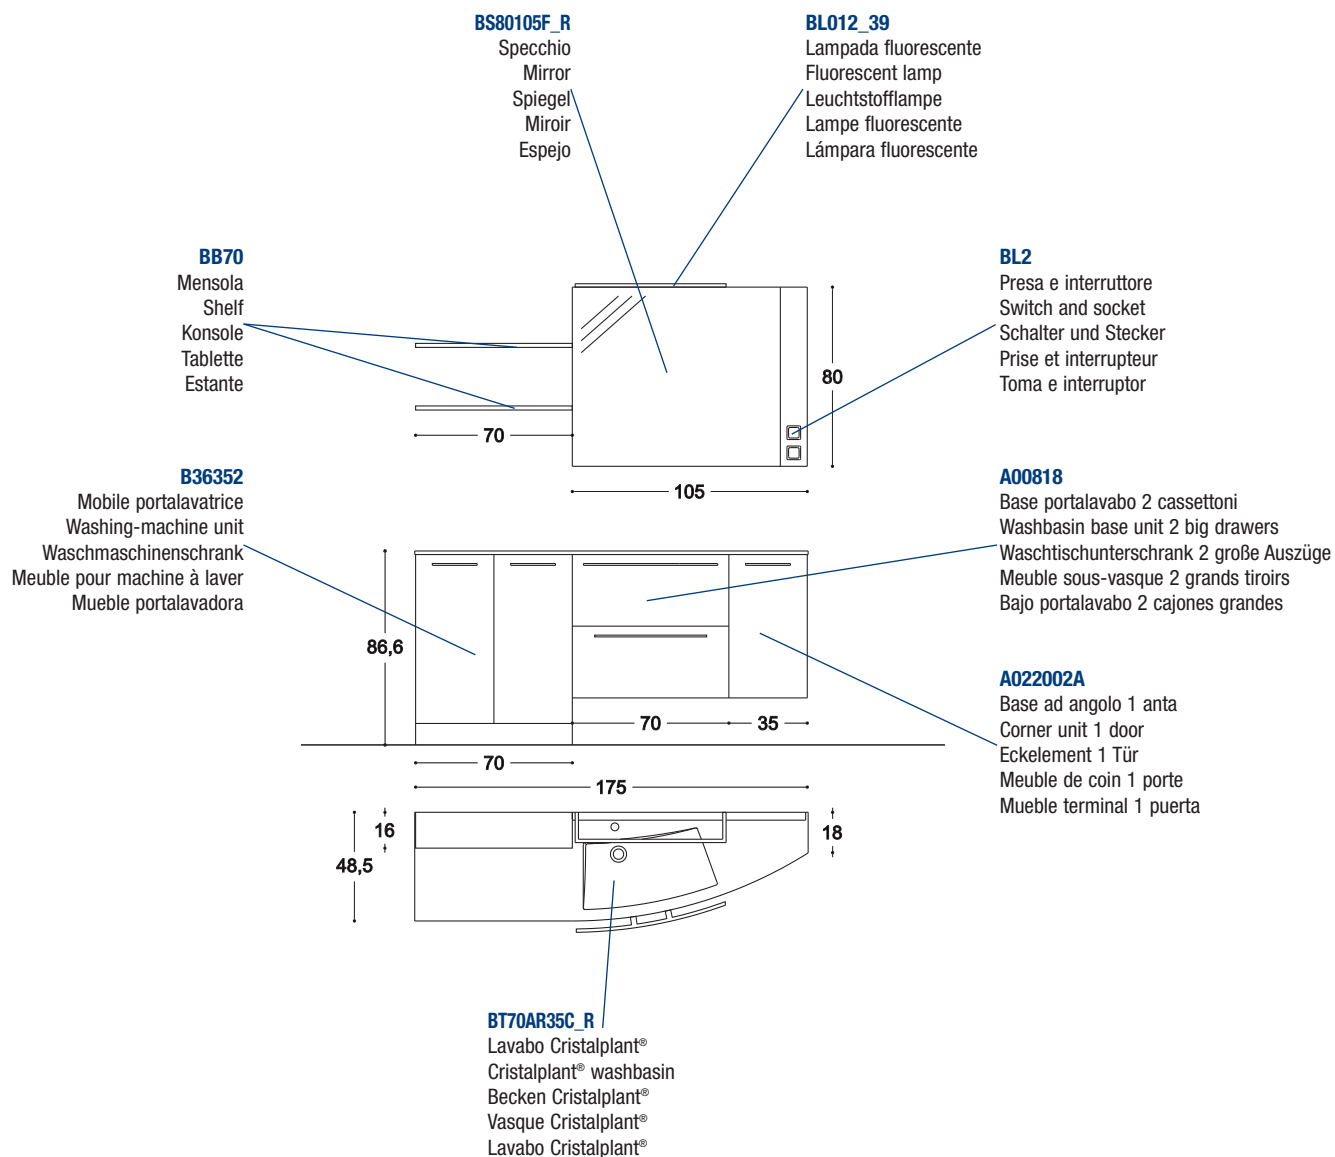 BS80105F_R
Specchio
Mirror
Spiegel
Miroir
Espejo
BL012_39
Lampada fluorescente
Fluorescent lamp
Leuchtstofflampe
Lampe fluorescente
Lámpara fluorescente
BB70
Mensola
Shelf
Konsole
Tablette
Estante
BL2
Presa e interruttore
Switch and socket
Schalter und Stecker
Prise et interrupteur
Toma e interruptor
80
70
105
B36352
Mobile portalavatrice
Washing-machine unit
Waschmaschinenschrank
Meuble pour machine à laver
Mueble portalavadora
A00818
Base portalavabo 2 cassettoni
Washbasin base unit 2 big drawers
Waschtischunterschrank 2 große Auszüge
Meuble sous-vasque 2 grands tiroirs
Bajo portalavabo 2 cajones grandes
86,6
A022002A
Base ad angolo 1 anta
Corner unit 1 door
Eckelement 1 Tür
Meuble de coin 1 porte
Mueble terminal 1 puerta
70
35
70
175
16
18
48,5
BT70AR35C_R
Lavabo Cristalplant®
Cristalplant® washbasin
Becken Cristalplant®
Vasque Cristalplant®
Lavabo Cristalplant®